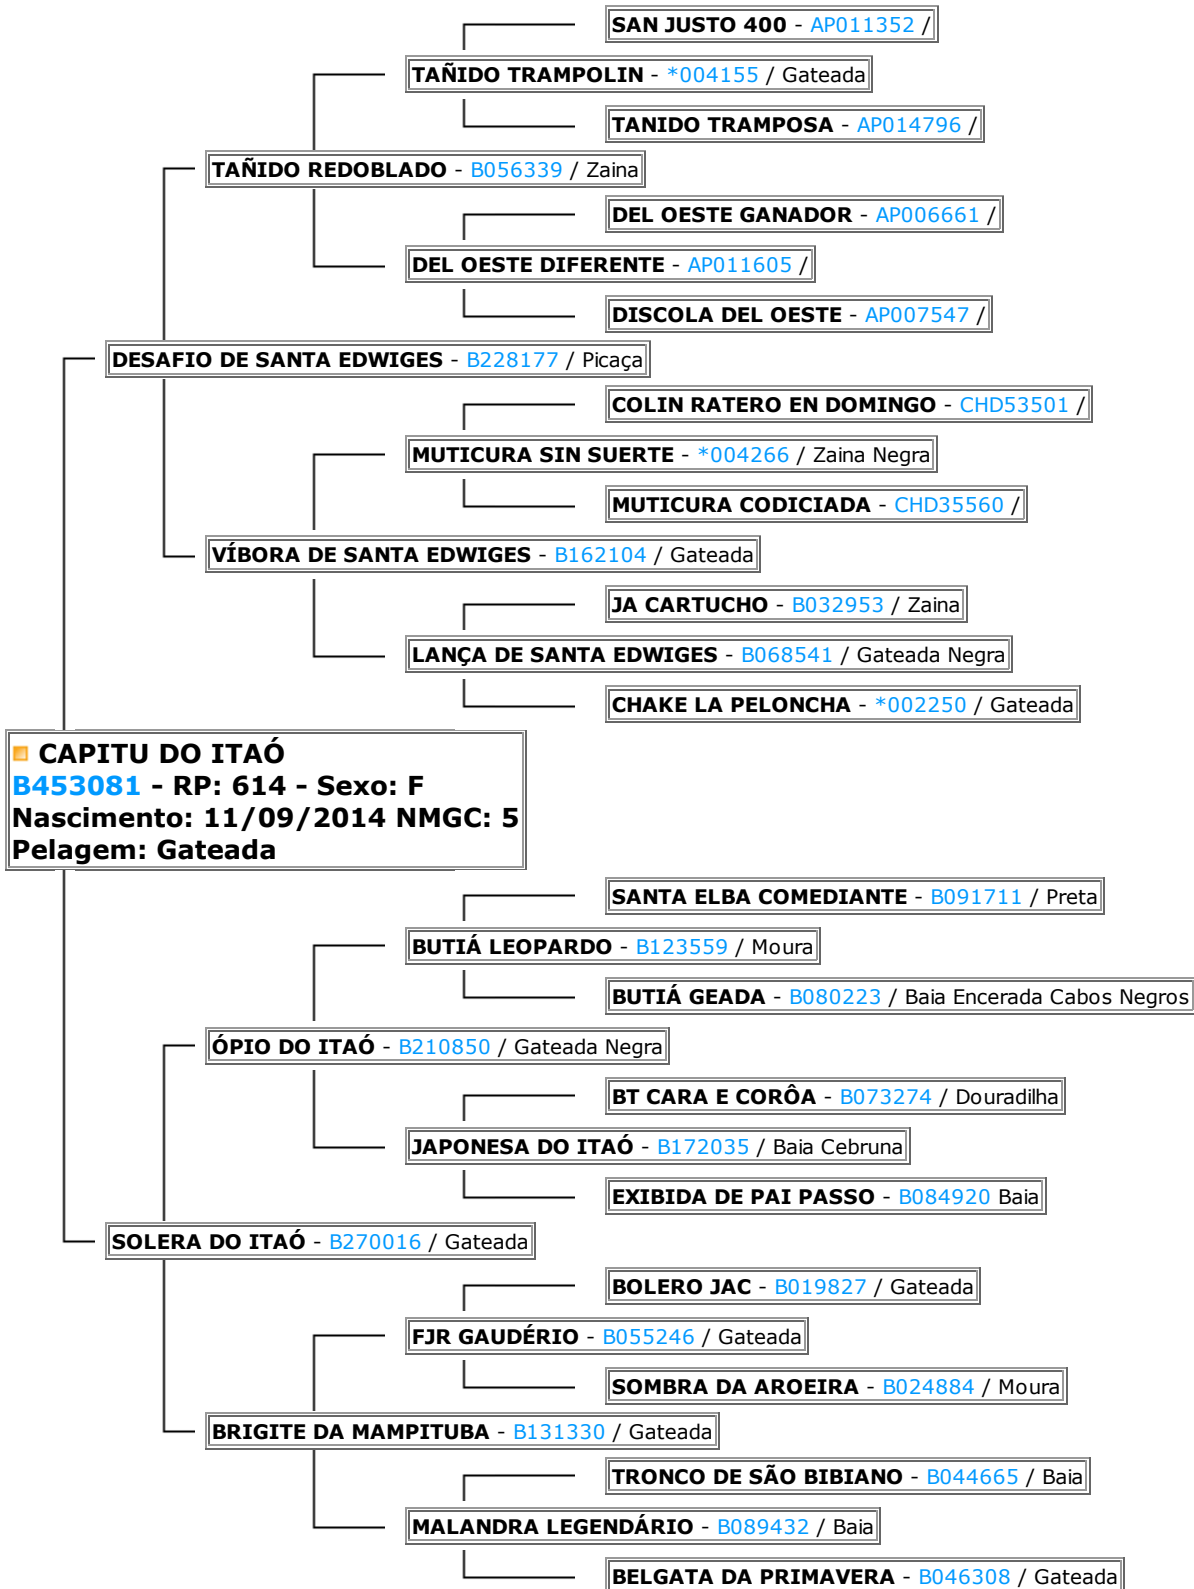 SAN JUSTO 400 - AP011352 /
TAÑIDO TRAMPOLIN - *004155 / Gateada
TANIDO TRAMPOSA - AP014796 /
TAÑIDO REDOBLADO - B056339 / Zaina
DEL OESTE GANADOR - AP006661 /
DEL OESTE DIFERENTE - AP011605 /
DISCOLA DEL OESTE - AP007547 /
DESAFIO DE SANTA EDWIGES - B228177 / Picaça
COLIN RATERO EN DOMINGO - CHD53501 /
MUTICURA SIN SUERTE - *004266 / Zaina Negra
MUTICURA CODICIADA - CHD35560 /
VÍBORA DE SANTA EDWIGES - B162104 / Gateada
JA CARTUCHO - B032953 / Zaina
LANÇA DE SANTA EDWIGES - B068541 / Gateada Negra
CHAKE LA PELONCHA - *002250 / Gateada
CAPITU DO ITAÓ
B453081 - RP: 614 - Sexo: F
Nascimento: 11/09/2014 NMGC: 5
Pelagem: Gateada
SANTA ELBA COMEDIANTE - B091711 / Preta
BUTIÁ LEOPARDO - B123559 / Moura
BUTIÁ GEADA - B080223 / Baia Encerada Cabos Negros
ÓPIO DO ITAÓ - B210850 / Gateada Negra
BT CARA E CORÔA - B073274 / Douradilha
JAPONESA DO ITAÓ - B172035 / Baia Cebruna
EXIBIDA DE PAI PASSO - B084920 Baia
SOLERA DO ITAÓ - B270016 / Gateada
BOLERO JAC - B019827 / Gateada
FJR GAUDÉRIO - B055246 / Gateada
SOMBRA DA AROEIRA - B024884 / Moura
BRIGITE DA MAMPITUBA - B131330 / Gateada
TRONCO DE SÃO BIBIANO - B044665 / Baia
MALANDRA LEGENDÁRIO - B089432 / Baia
BELGATA DA PRIMAVERA - B046308 / Gateada